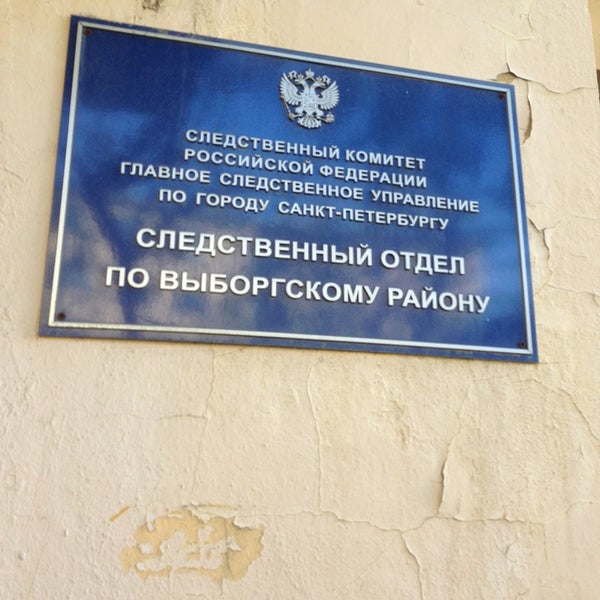 СЛЕДСТВЕННЫЙ КОМИТЕТ
РОССИЙСКОЙ ФЕДЕРАЦИИ
ГЛАВНОЕ СЛЕДСТВЕННОЕ УПРАВЛЕНИЕ
ПО ГОРОДУ САНКТ-ПЕТЕРБУРГУ
СЛЕДСТВЕННЫЙ ОТДЕЛ
ПО ВЫБОРГСКОМУ РАЙОНУ